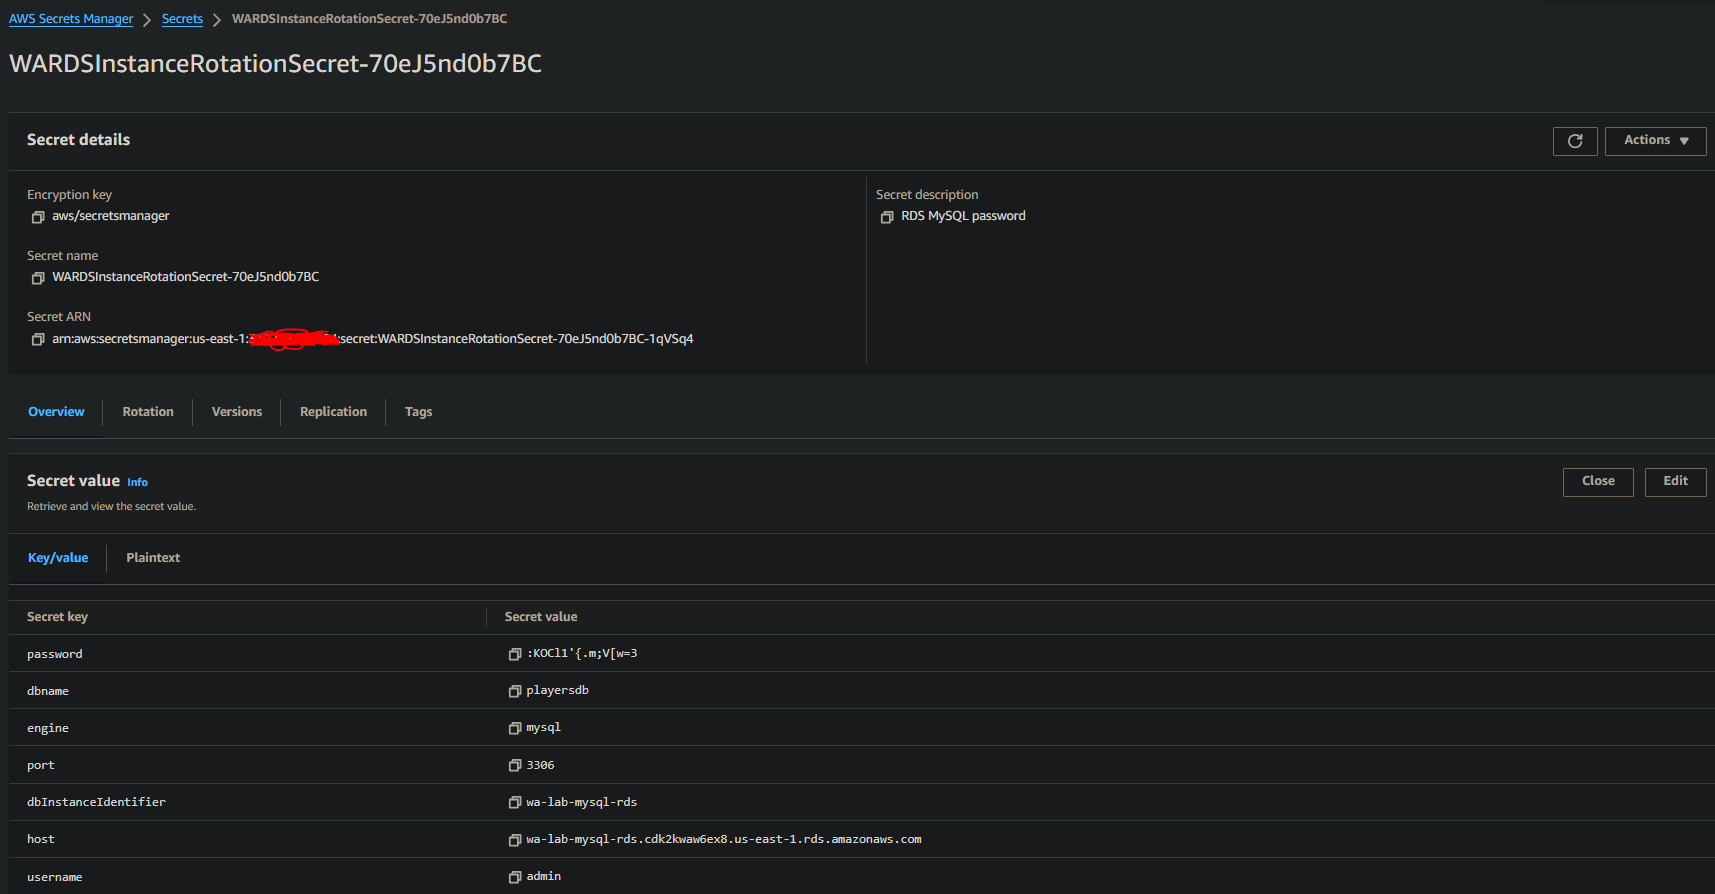 AWS Secrets Manager > Secrets > WARDSInstanceRotationSecret-70eJ5nd0b7BC
WARDSInstanceRotationSecret-70eJ5nd0b7BC
Secret details
Actions
Encryption key
aws/secretsmanager
Secret description
RDS MySQL password
Secret name
WARDSInstanceRotationSecret-70eJ5nd0b7BC
Secret ARN
arn:aws:secretsmanager:us-east-1: :secret:WARDSInstanceRotationSecret-70eJ5nd0b7BC-1qVSq4
Overview Rotation Versions Replication Tags
Secret value Info
Close Edit
Retrieve and view the secret value.
Key/value Plaintext
Secret key Secret value
password :KOCl1'{.m;V[w=3
dbname playersdb
engine mysql
port 3306
dbInstanceIdentifier wa-lab-mysql-rds
host wa-lab-mysql-rds.cdk2kwaw6ex8.us-east-1.rds.amazonaws.com
username admin